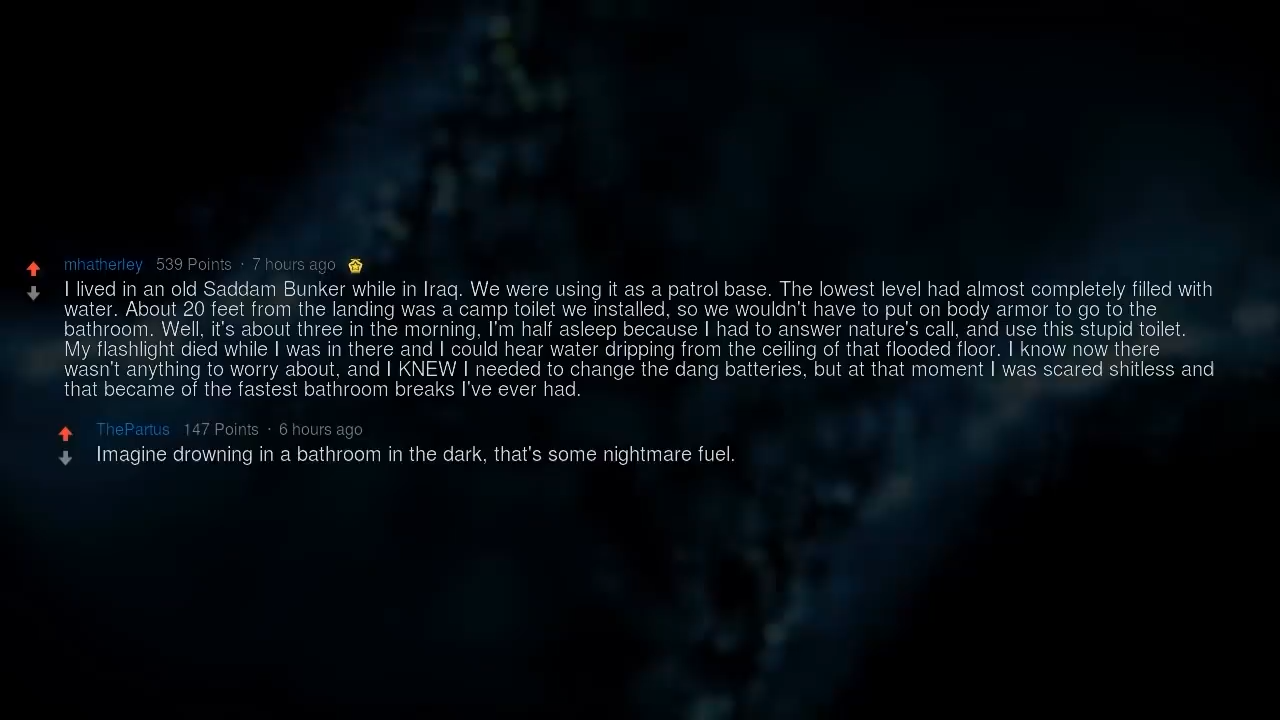 mhatherley 539 Points · 7 hours ago
I lived in an old Saddam Bunker while in Iraq. We were using it as a patrol base. The lowest level had almost completely filled with
water. About 20 feet from the landing was a camp toilet we installed, so we wouldn't have to put on body armor to go to the
bathroom. Well, it's about three in the morning, I'm half asleep because I had to answer nature's call, and use this stupid toilet.
My flashlight died while I was in there and I could hear water dripping from the ceiling of that flooded floor. I know now there
wasn't anything to worry about, and I KNEW I needed to change the dang batteries, but at that moment I was scared shitless and
that became of the fastest bathroom breaks I've ever had.
ThePartus 147 Points · 6 hours ago
Imagine drowning in a bathroom in the dark, that's some nightmare fuel.